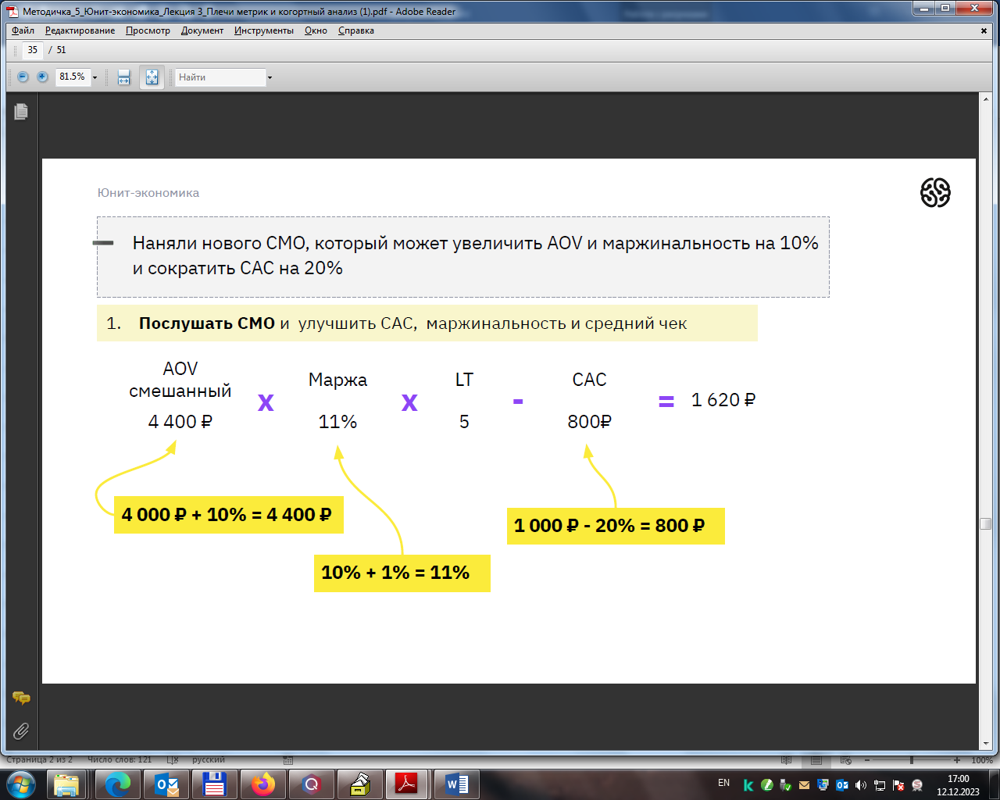 Методичка_5_Юнит-экономика_Лекция 3_Плечи метрик и когортный анализ (1).pdf - Adobe Reader
Файл Редактирование Просмотр Документ Инструменты Окно Справка
35 / 51
81.5% Найти
Юнит-экономика
Наняли нового СМО, который может увеличить AOV и маржинальность на 10%
и сократить САС на 20%
1. Послушать СМО и улучшить САС, маржинальность и средний чек
AOV
смешанный
Маржа
LT
CAC
x x - = 1 620 ₽
4 400 ₽ 11% 5 800₽
4 000 ₽ + 10% = 4 400 ₽
1 000 ₽ - 20% = 800 ₽
10% + 1% = 11%
Страница 2 из 2 Число слов: 121 русский 100%
EN 17:00
12.12.2023